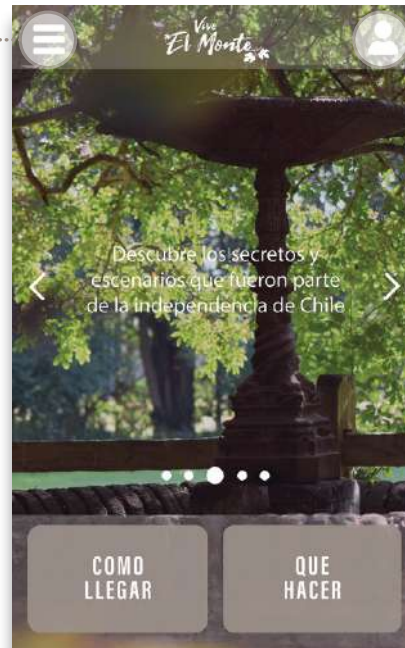 Vive
El Monte
Descubre los secretos y
escenarios que fueron parte
de la independencia de Chile
COMO
LLEGAR
QUE
HACER